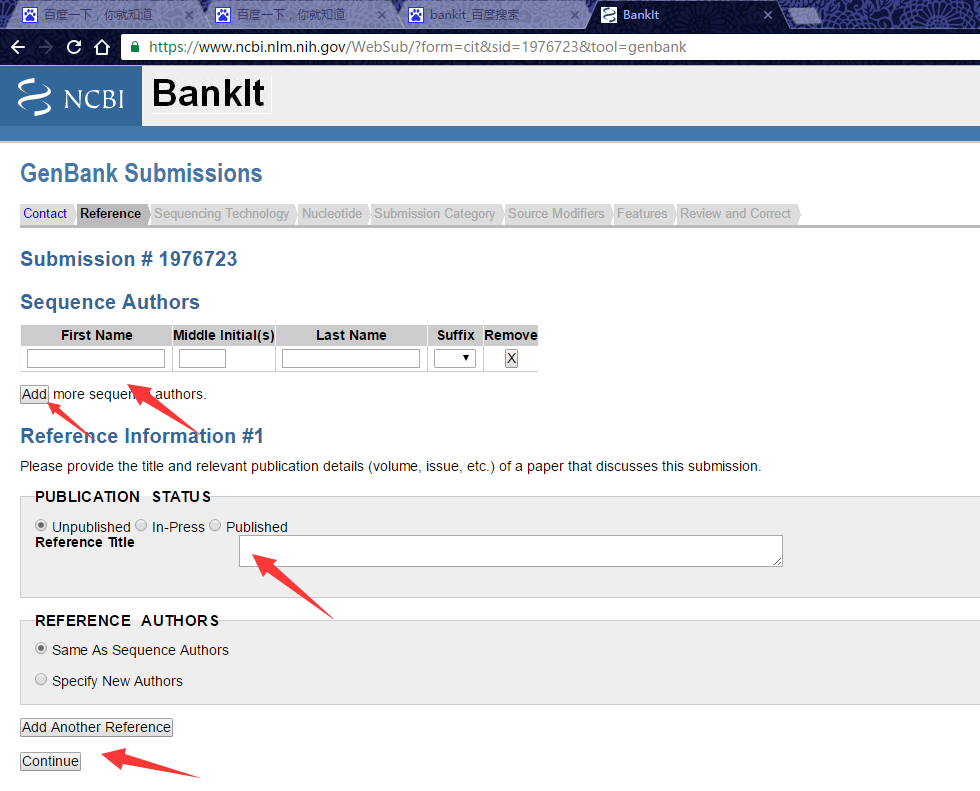 百度一下，你就知道 百度一下，你就知道 bankit_百度搜索 BankIt
https://www.ncbi.nlm.nih.gov/WebSub/?form=cit&sid=1976723&tool=genbank
NCBI BankIt
GenBank Submissions
Contact Reference Sequencing Technology Nucleotide Submission Category Source Modifiers Features Review and Correct
Submission # 1976723
Sequence Authors
First Name Middle Initial(s) Last Name Suffix Remove
X
Add more sequence authors.
Reference Information #1
Please provide the title and relevant publication details (volume, issue, etc.) of a paper that discusses this submission.
PUBLICATION STATUS
Unpublished In-Press Published
Reference Title
REFERENCE AUTHORS
Same As Sequence Authors
Specify New Authors
Add Another Reference
Continue